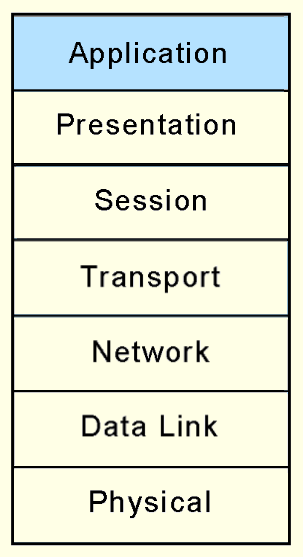 Application
Presentation
Session
Transport
Network
Data Link
Physical